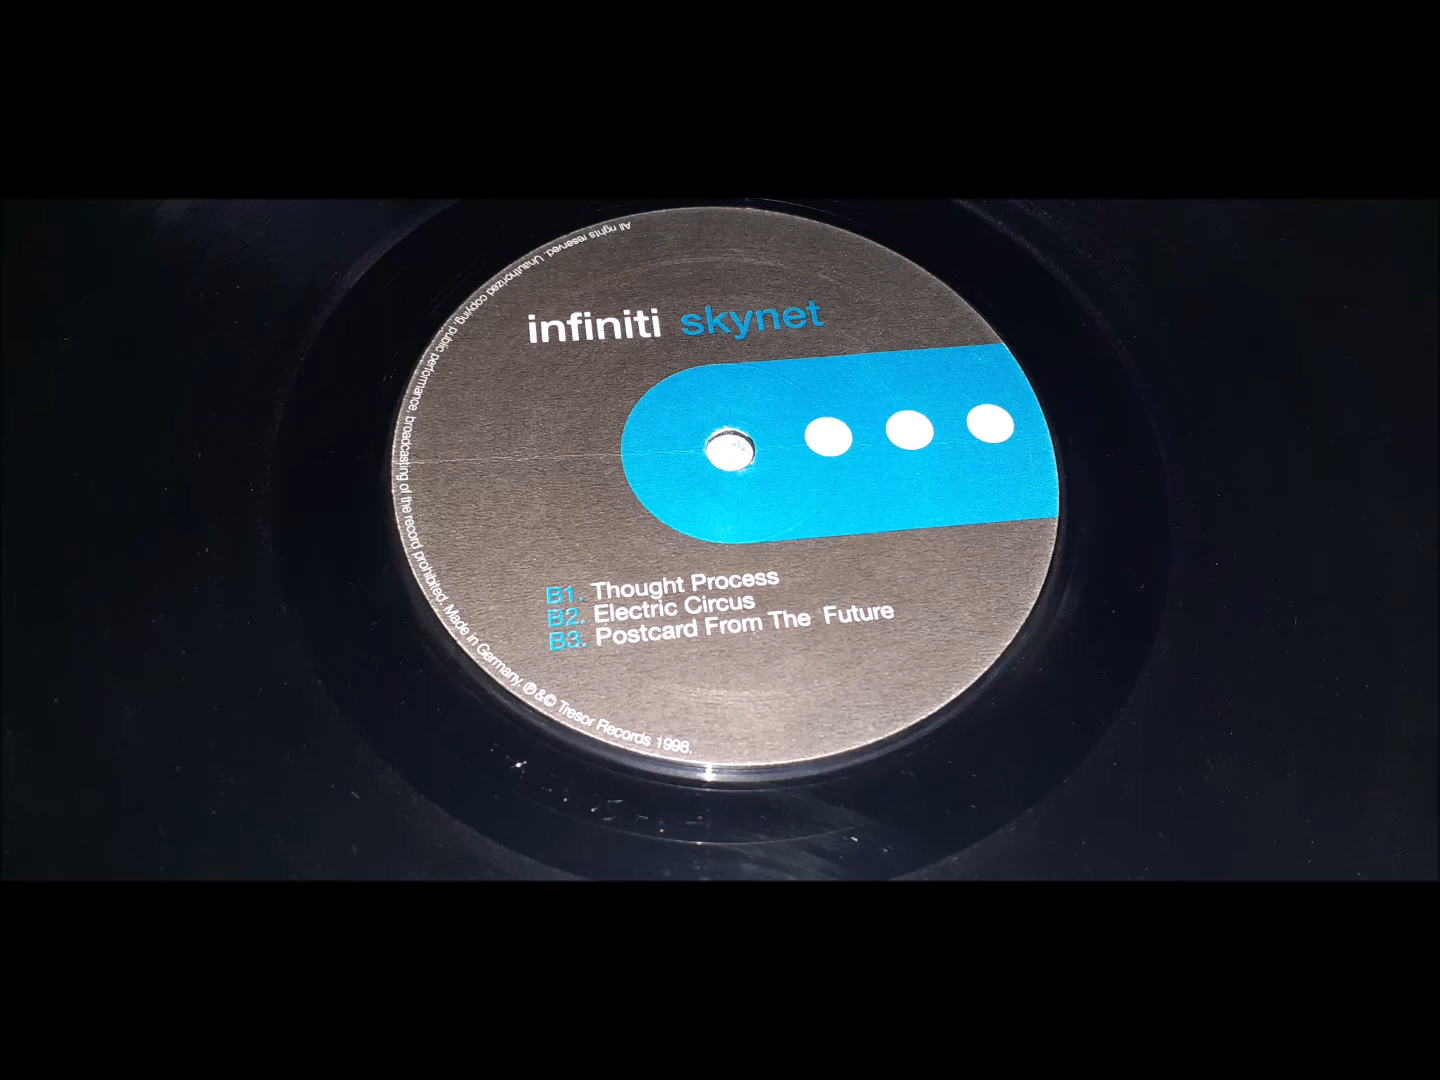 infiniti skynet
B1. Thought Process
B2. Electric Circus
B3. Postcard From The Future
All rights reserved. Unauthorized copying, public performance, broadcasting of the record prohibited. Made in Germany. ℗&© Tresor Records 1998.